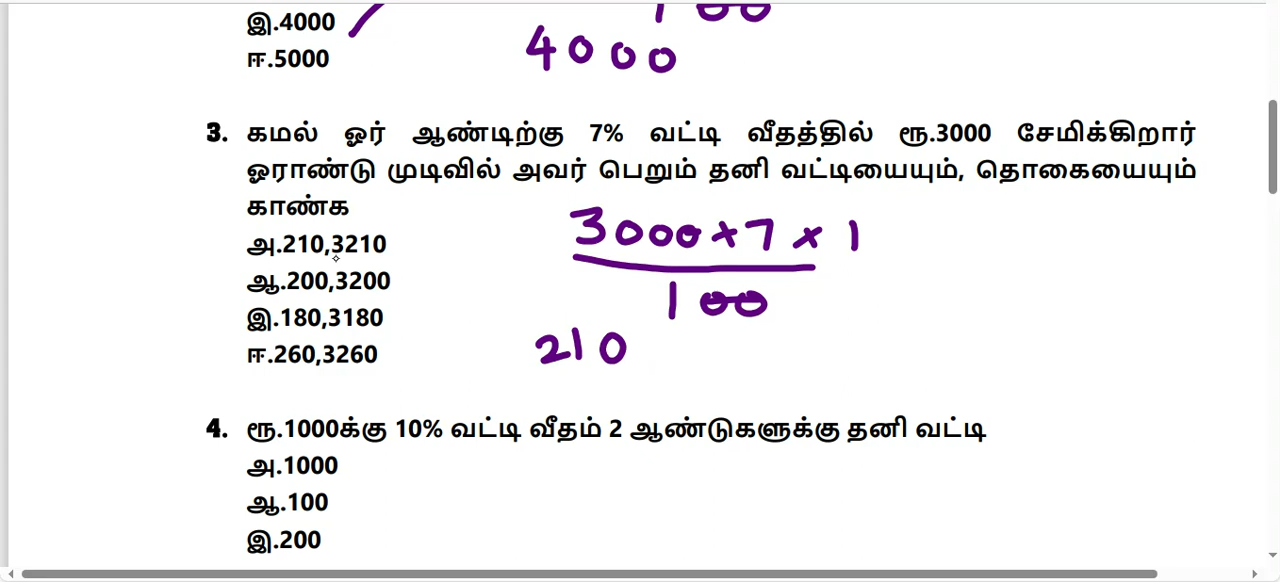 இ.4000
100
ஈ.5000
4000
3. கமல் ஓர் ஆண்டிற்கு 7% வட்டி வீதத்தில் ரூ.3000 சேமிக்கிறார்
ஓராண்டு முடிவில் அவர் பெறும் தனி வட்டியையும், தொகையையும்
காண்க
3000×7×1
அ.210,3210
ஆ.200,3200
100
இ.180,3180
210
ஈ.260,3260
4. ரூ.1000க்கு 10% வட்டி வீதம் 2 ஆண்டுகளுக்கு தனி வட்டி
அ.1000
ஆ.100
இ.200